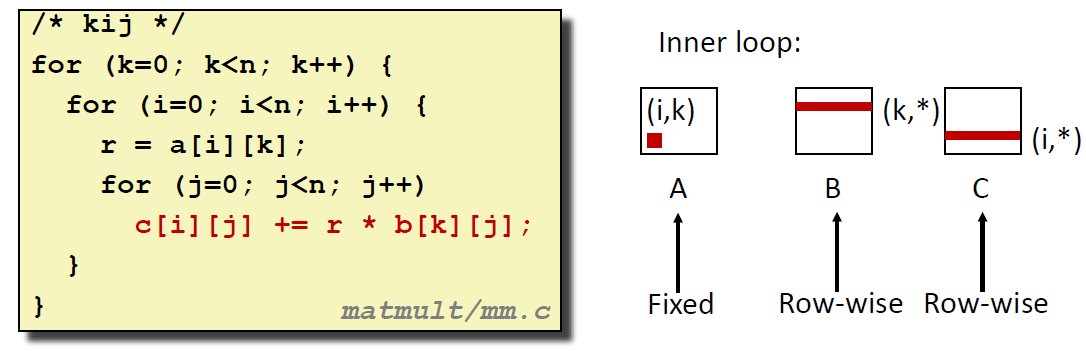 /* kij */
for (k=0; k<n; k++) {
  for (i=0; i<n; i++) {
    r = a[i][k];
    for (j=0; j<n; j++)
      c[i][j] += r * b[k][j];
  }
}
matmult/mm.c
Inner loop:
(i,k)
(k,*)
(i,*)
A
B
C
Fixed
Row-wise
Row-wise